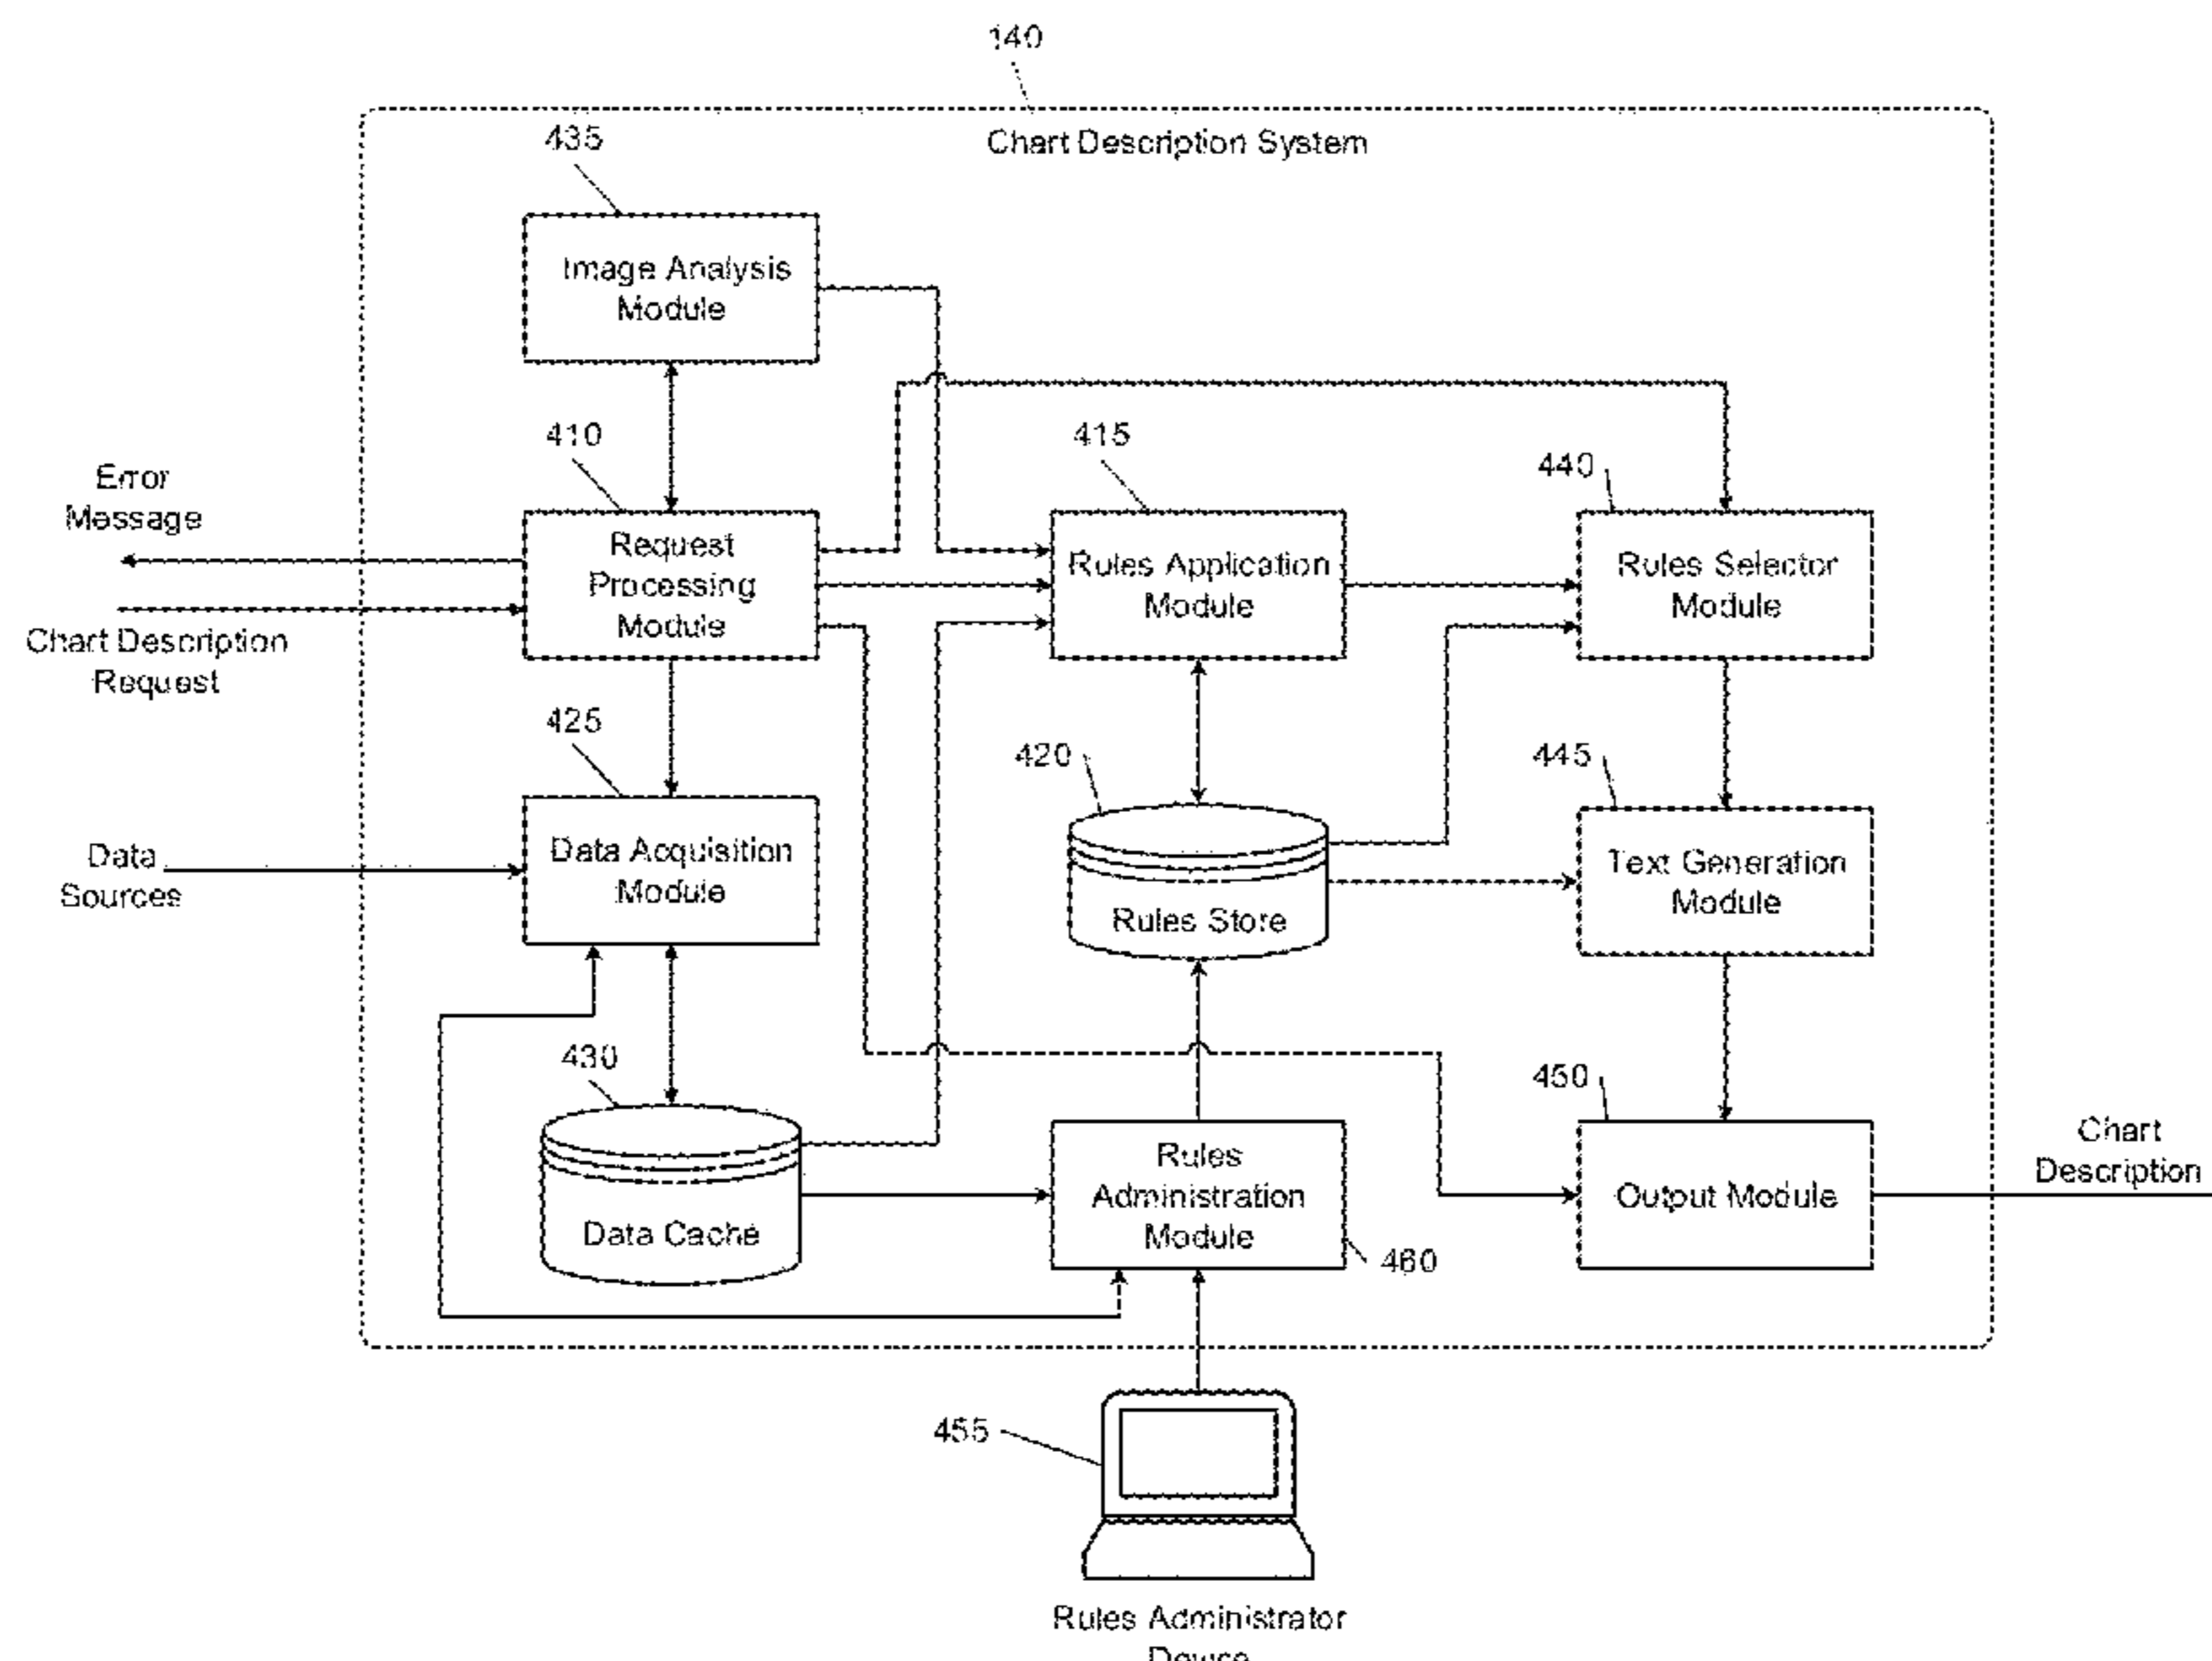 140
Chart Description System
435
Image Analysis
Module
410
415
440
Error
Message
Request
Processing
Module
Rules Application
Module
Rules Selector
Module
Chart Description
Request
425
420
445
Data
Sources
Data Acquisition
Module
Rules Store
Text Generation
Module
430
450
Data Cache
Rules
Administration
Module
460
Output Module
Chart
Description
455
Rules Administrator
Device